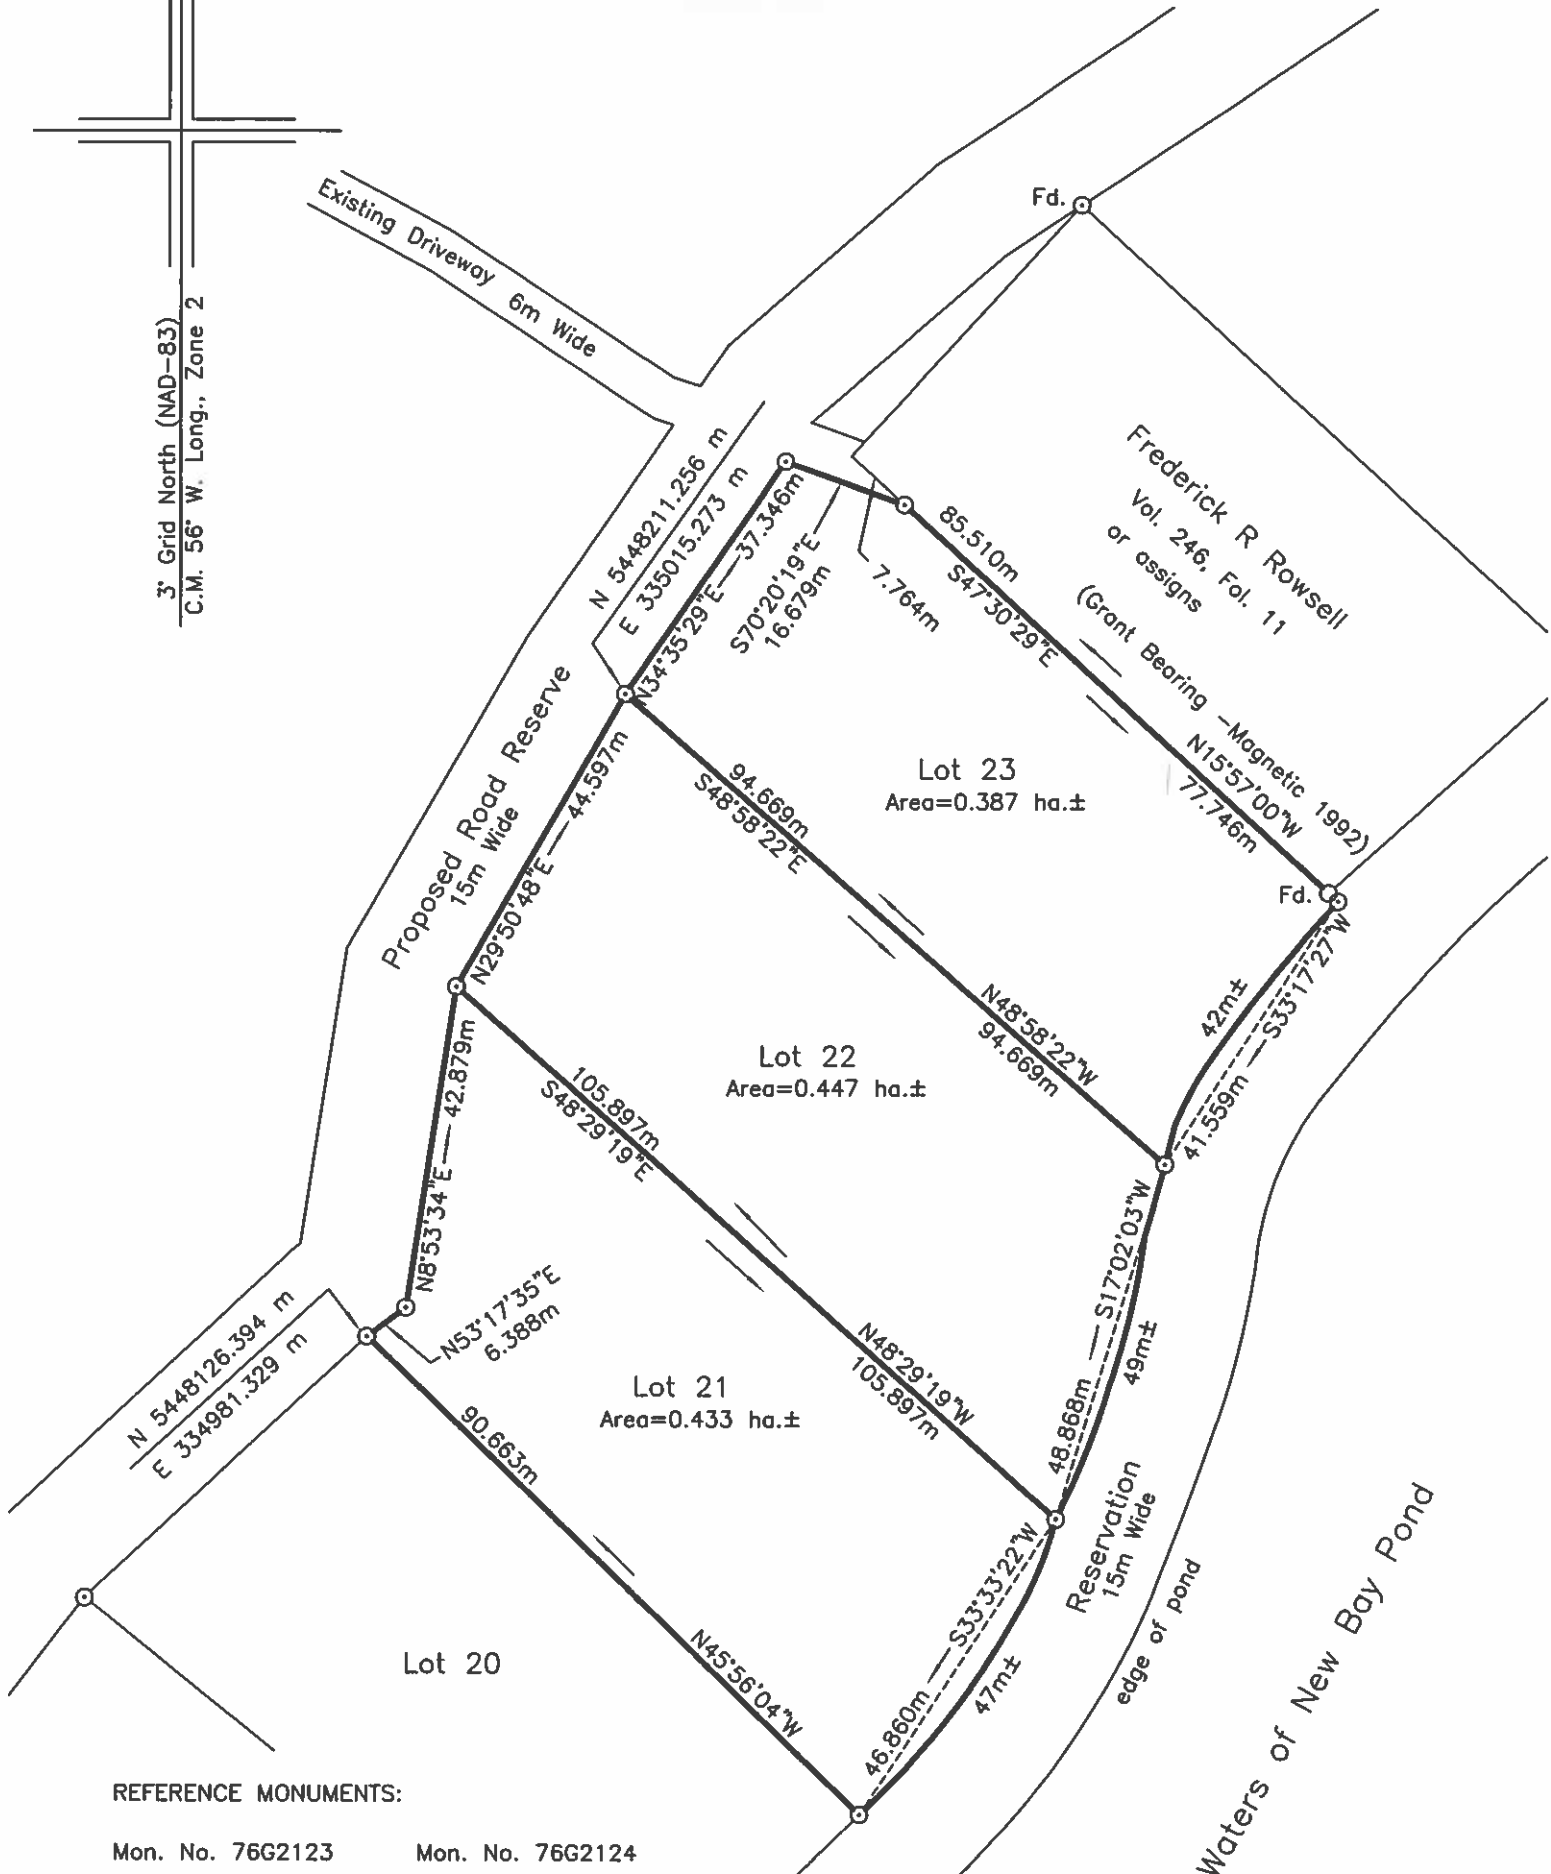 3° Grid North (NAD-83)
C.M. 56° W. Long., Zone 2
Existing Driveway 6m Wide
Fd.
N 5448211.256 m
E 335015.273 m
N34°35'29"E — 37.346m
S70°20'19"E
16.679m
7.764m
85.510m
S47°30'29"E
Frederick R Rowsell
Vol. 246, Fol. 11
or assigns
(Grant Bearing -Magnetic 1992)
N15°57'00"W
77.746m
Fd.
Proposed Road Reserve
15m Wide
N29°50'48"E — 44.597m
94.669m
S48°58'22"E
Lot 23
Area=0.387 ha.±
N48°58'22"W
94.669m
42m±
41.559m — S33°17'27"W
N8°53'34"E — 42.879m
105.897m
S48°29'19"E
Lot 22
Area=0.447 ha.±
N48°29'19"W
105.897m
48.868m — S17°02'03"W
49m±
N 5448126.394 m
E 334981.329 m
N53°17'35"E
6.388m
Lot 21
Area=0.433 ha.±
90.663m
N45°56'04"W
46.860m — S33°33'22"W
47m±
Reservation
15m Wide
edge of pond
Waters of New Bay Pond
Lot 20
REFERENCE MONUMENTS:
Mon. No. 76G2123 Mon. No. 76G2124